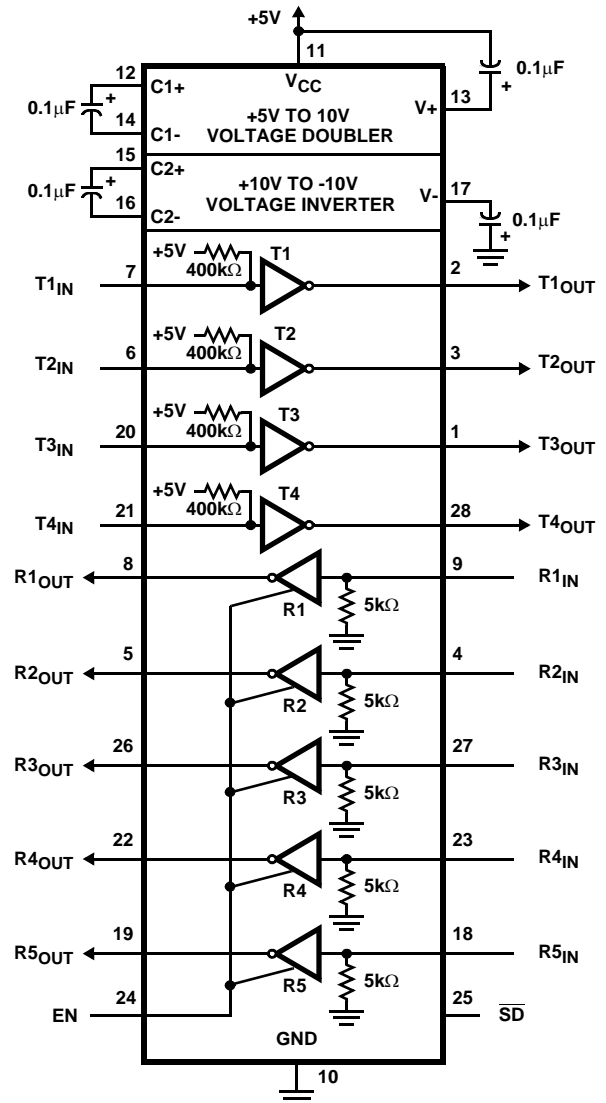 +5V
11
12
C1+
VCC
0.1μF
+
0.1μF
+
13
V+
14
C1-
+5V TO 10V
VOLTAGE DOUBLER
15
C2+
0.1μF
+
16
C2-
+10V TO -10V
VOLTAGE INVERTER
V-
17
0.1μF
+
+5V
400kΩ
T1
T1IN
7
2
T1OUT
+5V
400kΩ
T2
T2IN
6
3
T2OUT
+5V
400kΩ
T3
T3IN
20
1
T3OUT
+5V
400kΩ
T4
T4IN
21
28
T4OUT
R1OUT
8
9
R1IN
R1
5kΩ
R2OUT
5
4
R2IN
R2
5kΩ
R3OUT
26
27
R3IN
R3
5kΩ
R4OUT
22
23
R4IN
R4
5kΩ
R5OUT
19
18
R5IN
R5
5kΩ
EN
24
25
SD
GND
10